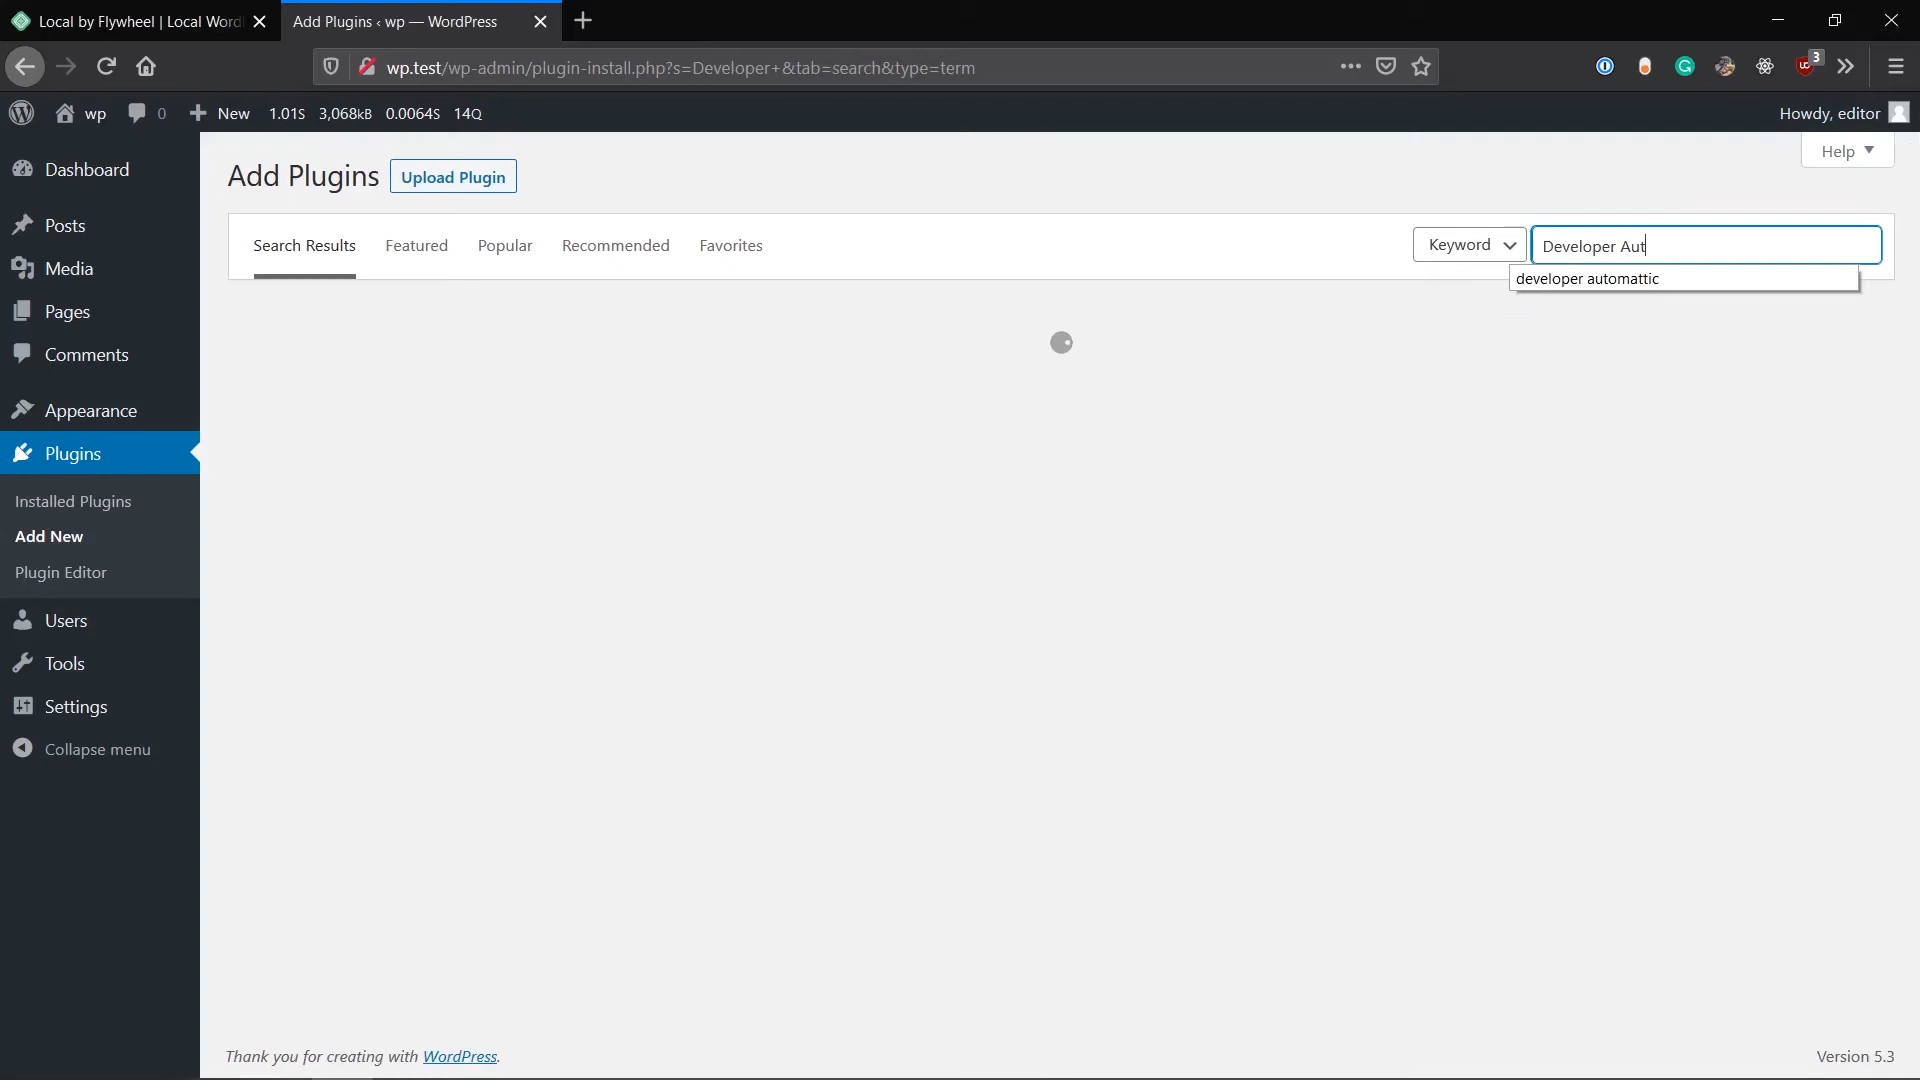 Local by Flywheel | Local Word
Add Plugins ‹ wp — WordPress
wp.test/wp-admin/plugin-install.php?s=Developer+&tab=search&type=term
3
wp
0
New
1.01S 3,068KB 0.0064S 14Q
Howdy, editor
Help
Dashboard
Posts
Media
Pages
Comments
Appearance
Plugins
Installed Plugins
Add New
Plugin Editor
Users
Tools
Settings
Collapse menu
Add Plugins
Upload Plugin
Search Results
Featured
Popular
Recommended
Favorites
Keyword
Developer Aut
developer automattic
Thank you for creating with WordPress.
Version 5.3